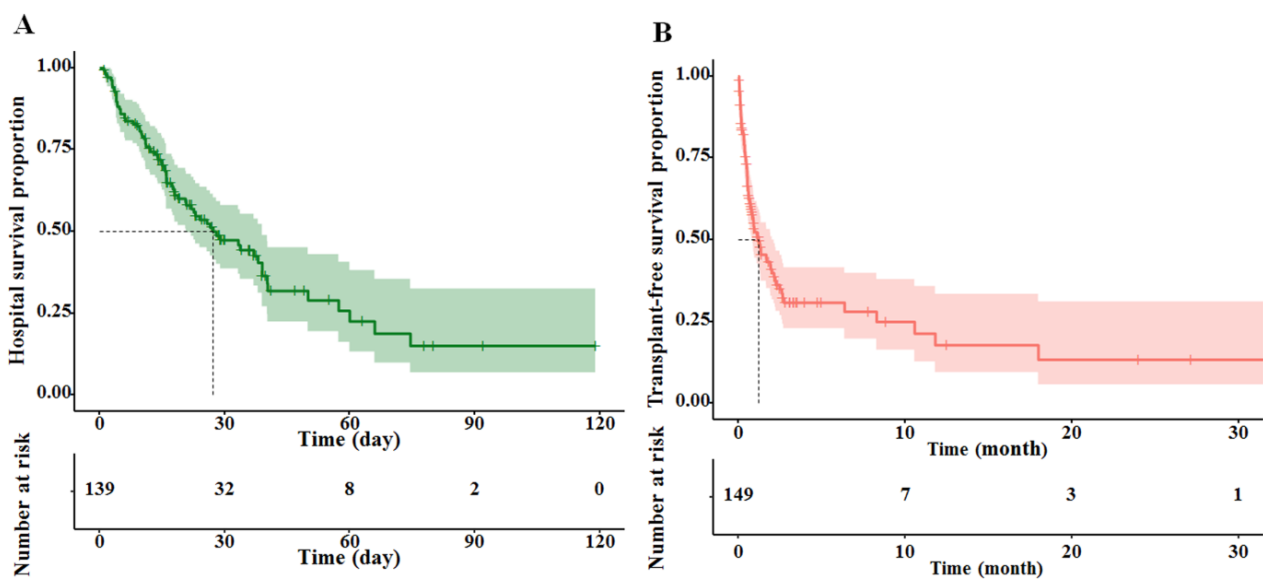 A
Hospital survival proportion
1.00
0.75
0.50
0.25
0.00
0 30 60 90 120
Time (day)
Number at risk
139 32 8 2 0
0 30 60 90 120
Time (day)
B
Transplant-free survival proportion
1.00
0.75
0.50
0.25
0.00
0 10 20 30
Time (month)
Number at risk
149 7 3 1
0 10 20 30
Time (month)